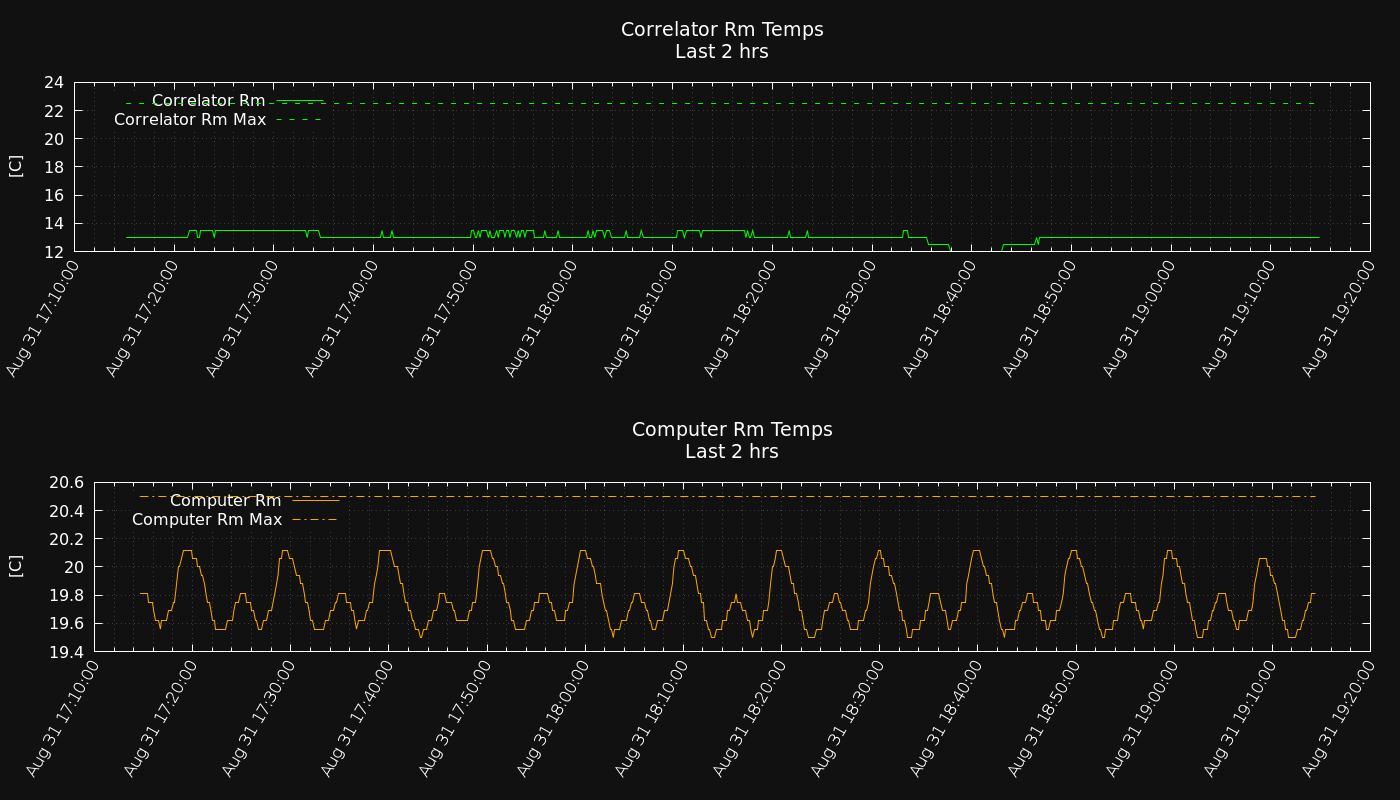 Correlator Rm Temps
Last 2 hrs
24
22
20
18
16
14
12
[C]
Correlator Rm
Correlator Rm Max
Aug 31 17:10:00
Aug 31 17:20:00
Aug 31 17:30:00
Aug 31 17:40:00
Aug 31 17:50:00
Aug 31 18:00:00
Aug 31 18:10:00
Aug 31 18:20:00
Aug 31 18:30:00
Aug 31 18:40:00
Aug 31 18:50:00
Aug 31 19:00:00
Aug 31 19:10:00
Aug 31 19:20:00
Computer Rm Temps
Last 2 hrs
20.6
20.4
20.2
20
19.8
19.6
19.4
[C]
Computer Rm
Computer Rm Max
Aug 31 17:10:00
Aug 31 17:20:00
Aug 31 17:30:00
Aug 31 17:40:00
Aug 31 17:50:00
Aug 31 18:00:00
Aug 31 18:10:00
Aug 31 18:20:00
Aug 31 18:30:00
Aug 31 18:40:00
Aug 31 18:50:00
Aug 31 19:00:00
Aug 31 19:10:00
Aug 31 19:20:00